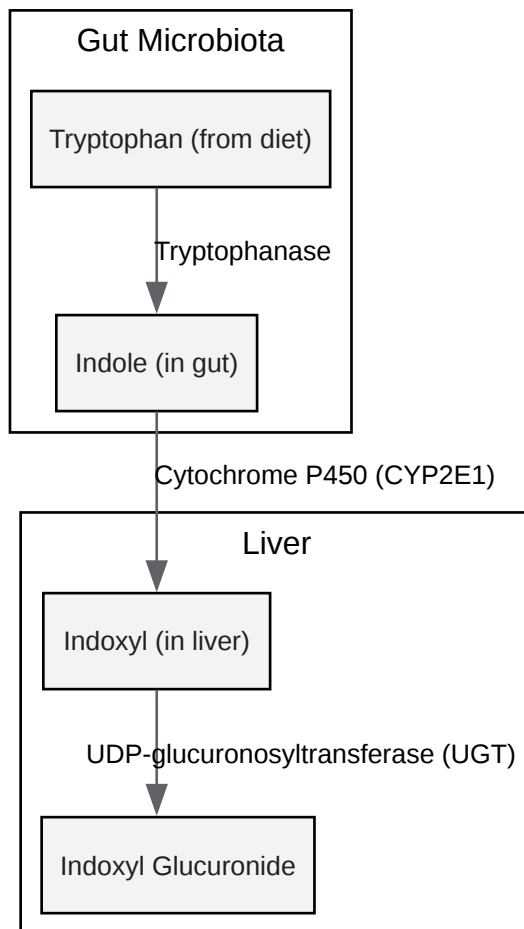 Gut Microbiota
Tryptophan (from diet)
Tryptophanase
Indole (in gut)
Cytochrome P450 (CYP2E1)
Liver
Indoxyl (in liver)
UDP-glucuronosyltransferase (UGT)
Indoxyl Glucuronide